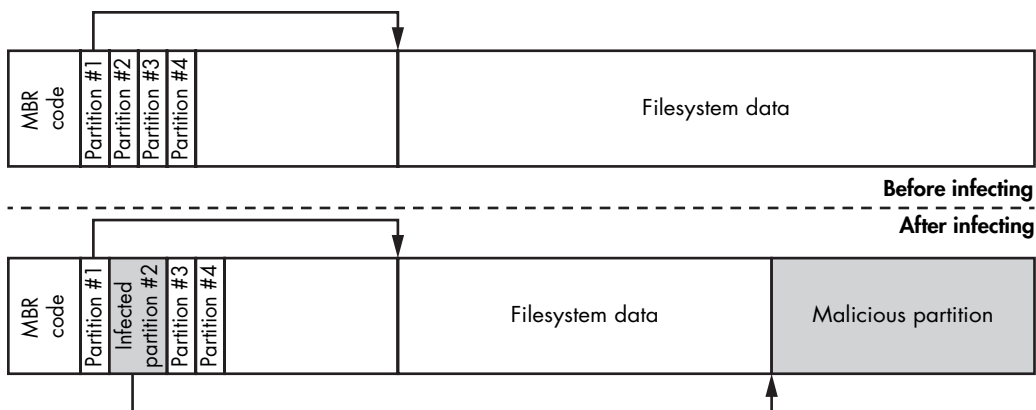 MBR
code
Partition #1
Partition #2
Partition #3
Partition #4
Filesystem data
Before infecting
After infecting
MBR
code
Partition #1
Infected
partition #2
Partition #3
Partition #4
Filesystem data
Malicious partition